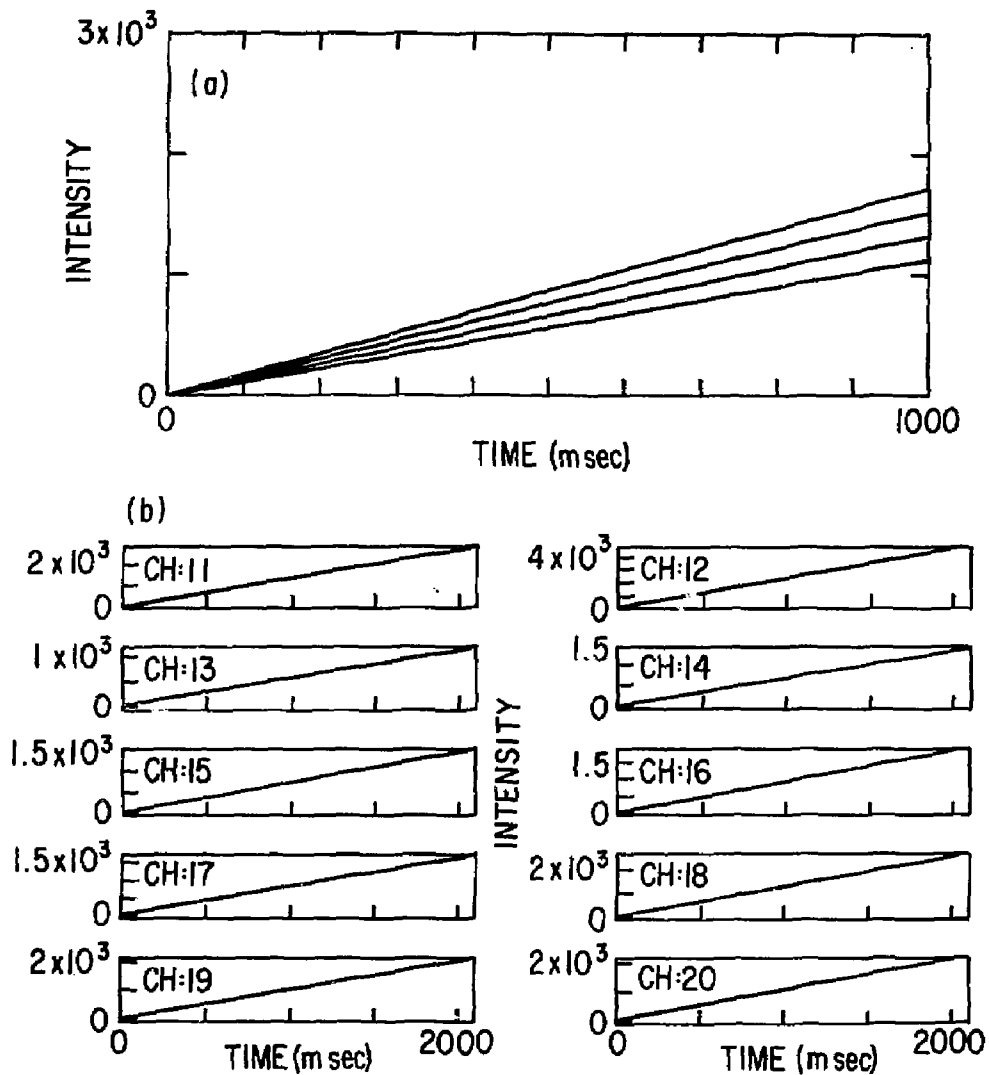 3x10³
(a)
INTENSITY
0
0
1000
TIME (msec)
(b)
2x10³
CH:11
0
4x10³
CH:12
0
1x10³
CH:13
0
1.5
CH:14
0
INTENSITY
1.5x10³
CH:15
0
1.5
CH:16
0
1.5x10³
CH:17
0
2x10³
CH:18
0
2x10³
CH:19
0
2x10³
CH:20
0
0
2000
TIME (msec)
0
2000
TIME (msec)